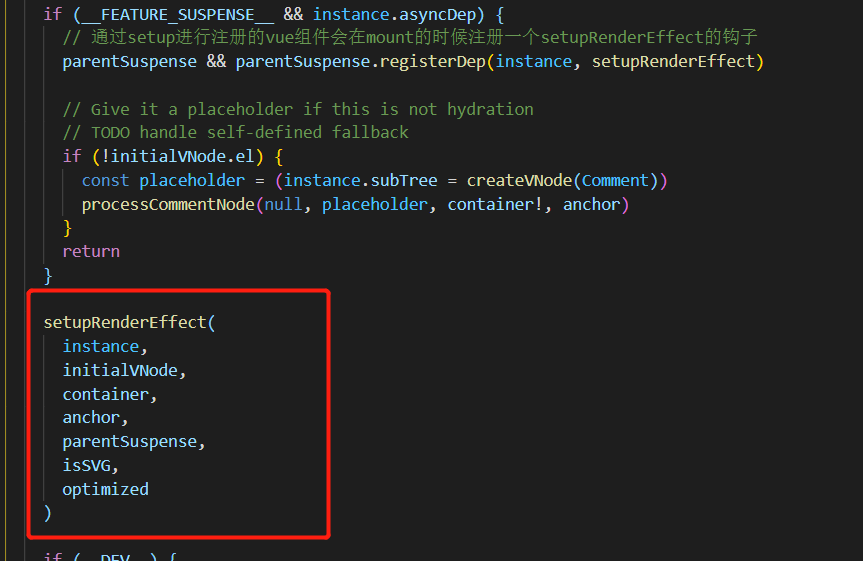 if (__FEATURE_SUSPENSE__ && instance.asyncDep) {
// 通过setup进行注册的vue组件会在mount的时候注册一个setupRenderEffect的钩子
parentSuspense && parentSuspense.registerDep(instance, setupRenderEffect)
// Give it a placeholder if this is not hydration
// TODO handle self-defined fallback
if (!initialVNode.el) {
const placeholder = (instance.subTree = createVNode(Comment))
processCommentNode(null, placeholder, container!, anchor)
}
return
}
setupRenderEffect(
instance,
initialVNode,
container,
anchor,
parentSuspense,
isSVG,
optimized
)
if (__DEV__) {